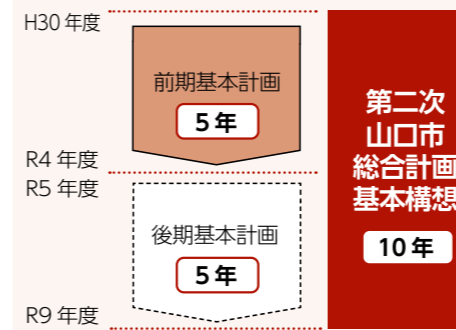 H30 年度
前期基本計画
5 年
R4 年度
R5 年度
後期基本計画
5 年
R9 年度
第二次
山口市
総合計画
基本構想
10 年